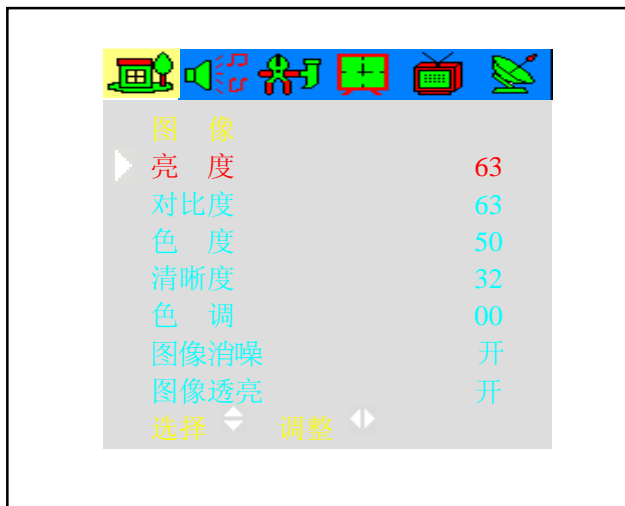 图 像
亮 度 63
对比度 63
色 度 50
清晰度 32
色 调 00
图像消噪 开
图像透亮 开
选择 调整